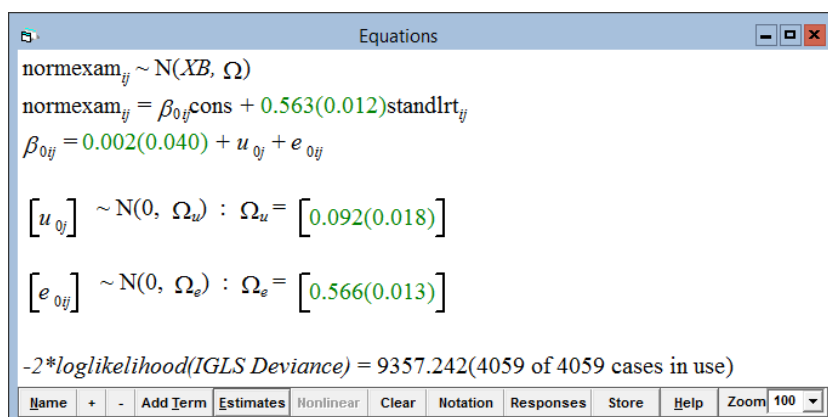 Equations
normexam_ij ~ N(XB, Ω)
normexam_ij = β_0ij cons + 0.563(0.012)standlrt_ij
β_0ij = 0.002(0.040) + u_0j + e_0ij
[u_0j] ~ N(0, Ω_u) : Ω_u = [0.092(0.018)]
[e_0ij] ~ N(0, Ω_e) : Ω_e = [0.566(0.013)]
-2*loglikelihood(IGLS Deviance) = 9357.242(4059 of 4059 cases in use)
Name + - Add Term Estimates Nonlinear Clear Notation Responses Store Help Zoom 100